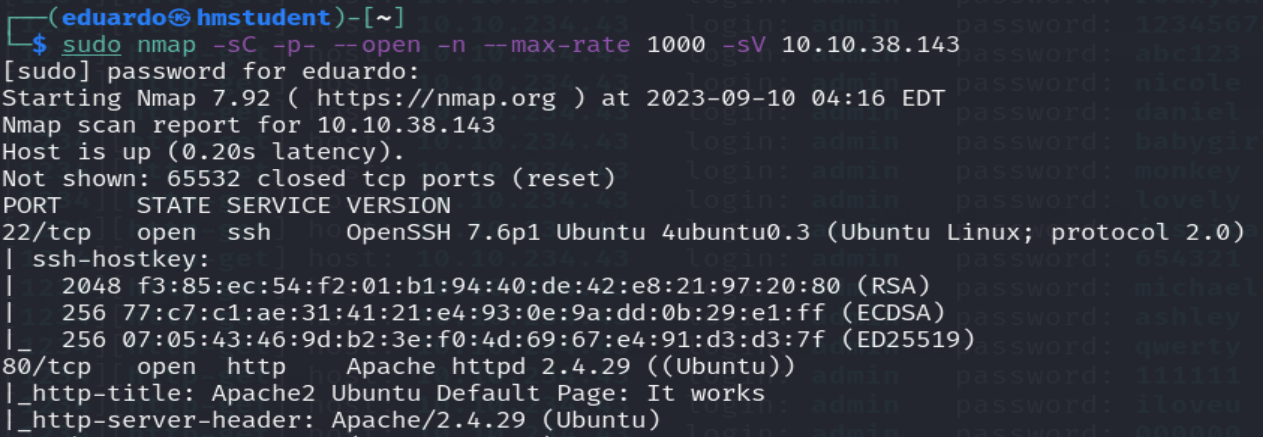 ┌──(eduardo㉿hmstudent)-[~]
└─$ sudo nmap -sC -p- --open -n --max-rate 1000 -sV 10.10.38.143
[sudo] password for eduardo:
Starting Nmap 7.92 ( https://nmap.org ) at 2023-09-10 04:16 EDT
Nmap scan report for 10.10.38.143
Host is up (0.20s latency).
Not shown: 65532 closed tcp ports (reset)
PORT   STATE SERVICE VERSION
22/tcp open  ssh     OpenSSH 7.6p1 Ubuntu 4ubuntu0.3 (Ubuntu Linux; protocol 2.0)
| ssh-hostkey:
|   2048 f3:85:ec:54:f2:01:b1:94:40:de:42:e8:21:97:20:80 (RSA)
|   256 77:c7:c1:ae:31:41:21:e4:93:0e:9a:dd:0b:29:e1:ff (ECDSA)
|_  256 07:05:43:46:9d:b2:3e:f0:4d:69:67:e4:91:d3:d3:7f (ED25519)
80/tcp open  http    Apache httpd 2.4.29 ((Ubuntu))
|_http-title: Apache2 Ubuntu Default Page: It works
|_http-server-header: Apache/2.4.29 (Ubuntu)